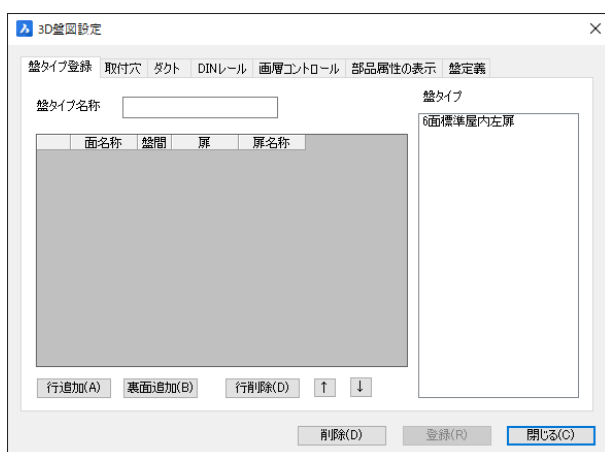 3D盤図設定
盤タイプ登録 取付穴 ダクト DINレール 画層コントロール 部品属性の表示 盤定義
盤タイプ名称
盤タイプ
6面標準屋内左扉
面名称 盤間 扉 扉名称
行追加(A) 裏面追加(B) 行削除(D) ↑ ↓
削除(D) 登録(R) 閉じる(C)